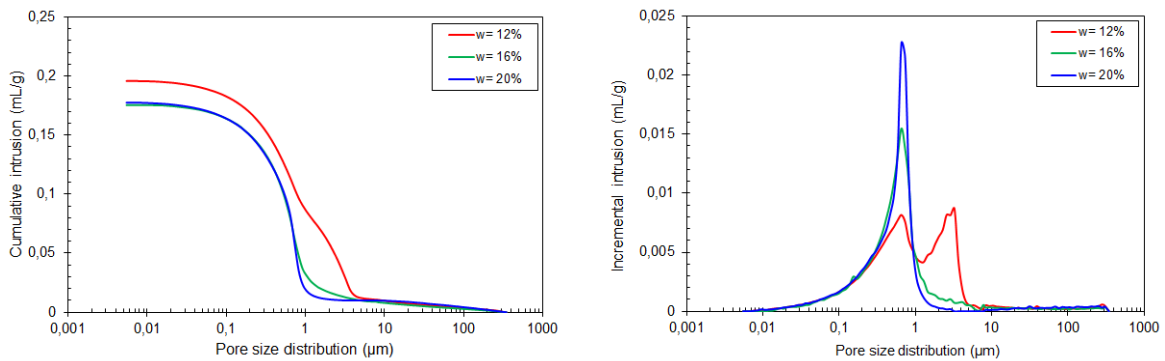 0,25
0,2
0,15
0,1
0,05
0
Cumulative intrusion (mL/g)
w= 12%
w= 16%
w= 20%
0,001 0,01 0,1 1 10 100 1000
Pore size distribution (µm)
0,025
0,02
0,015
0,01
0,005
0
Incremental intrusion (mL/g)
w= 12%
w= 16%
w= 20%
0,001 0,01 0,1 1 10 100 1000
Pore size distribution (µm)